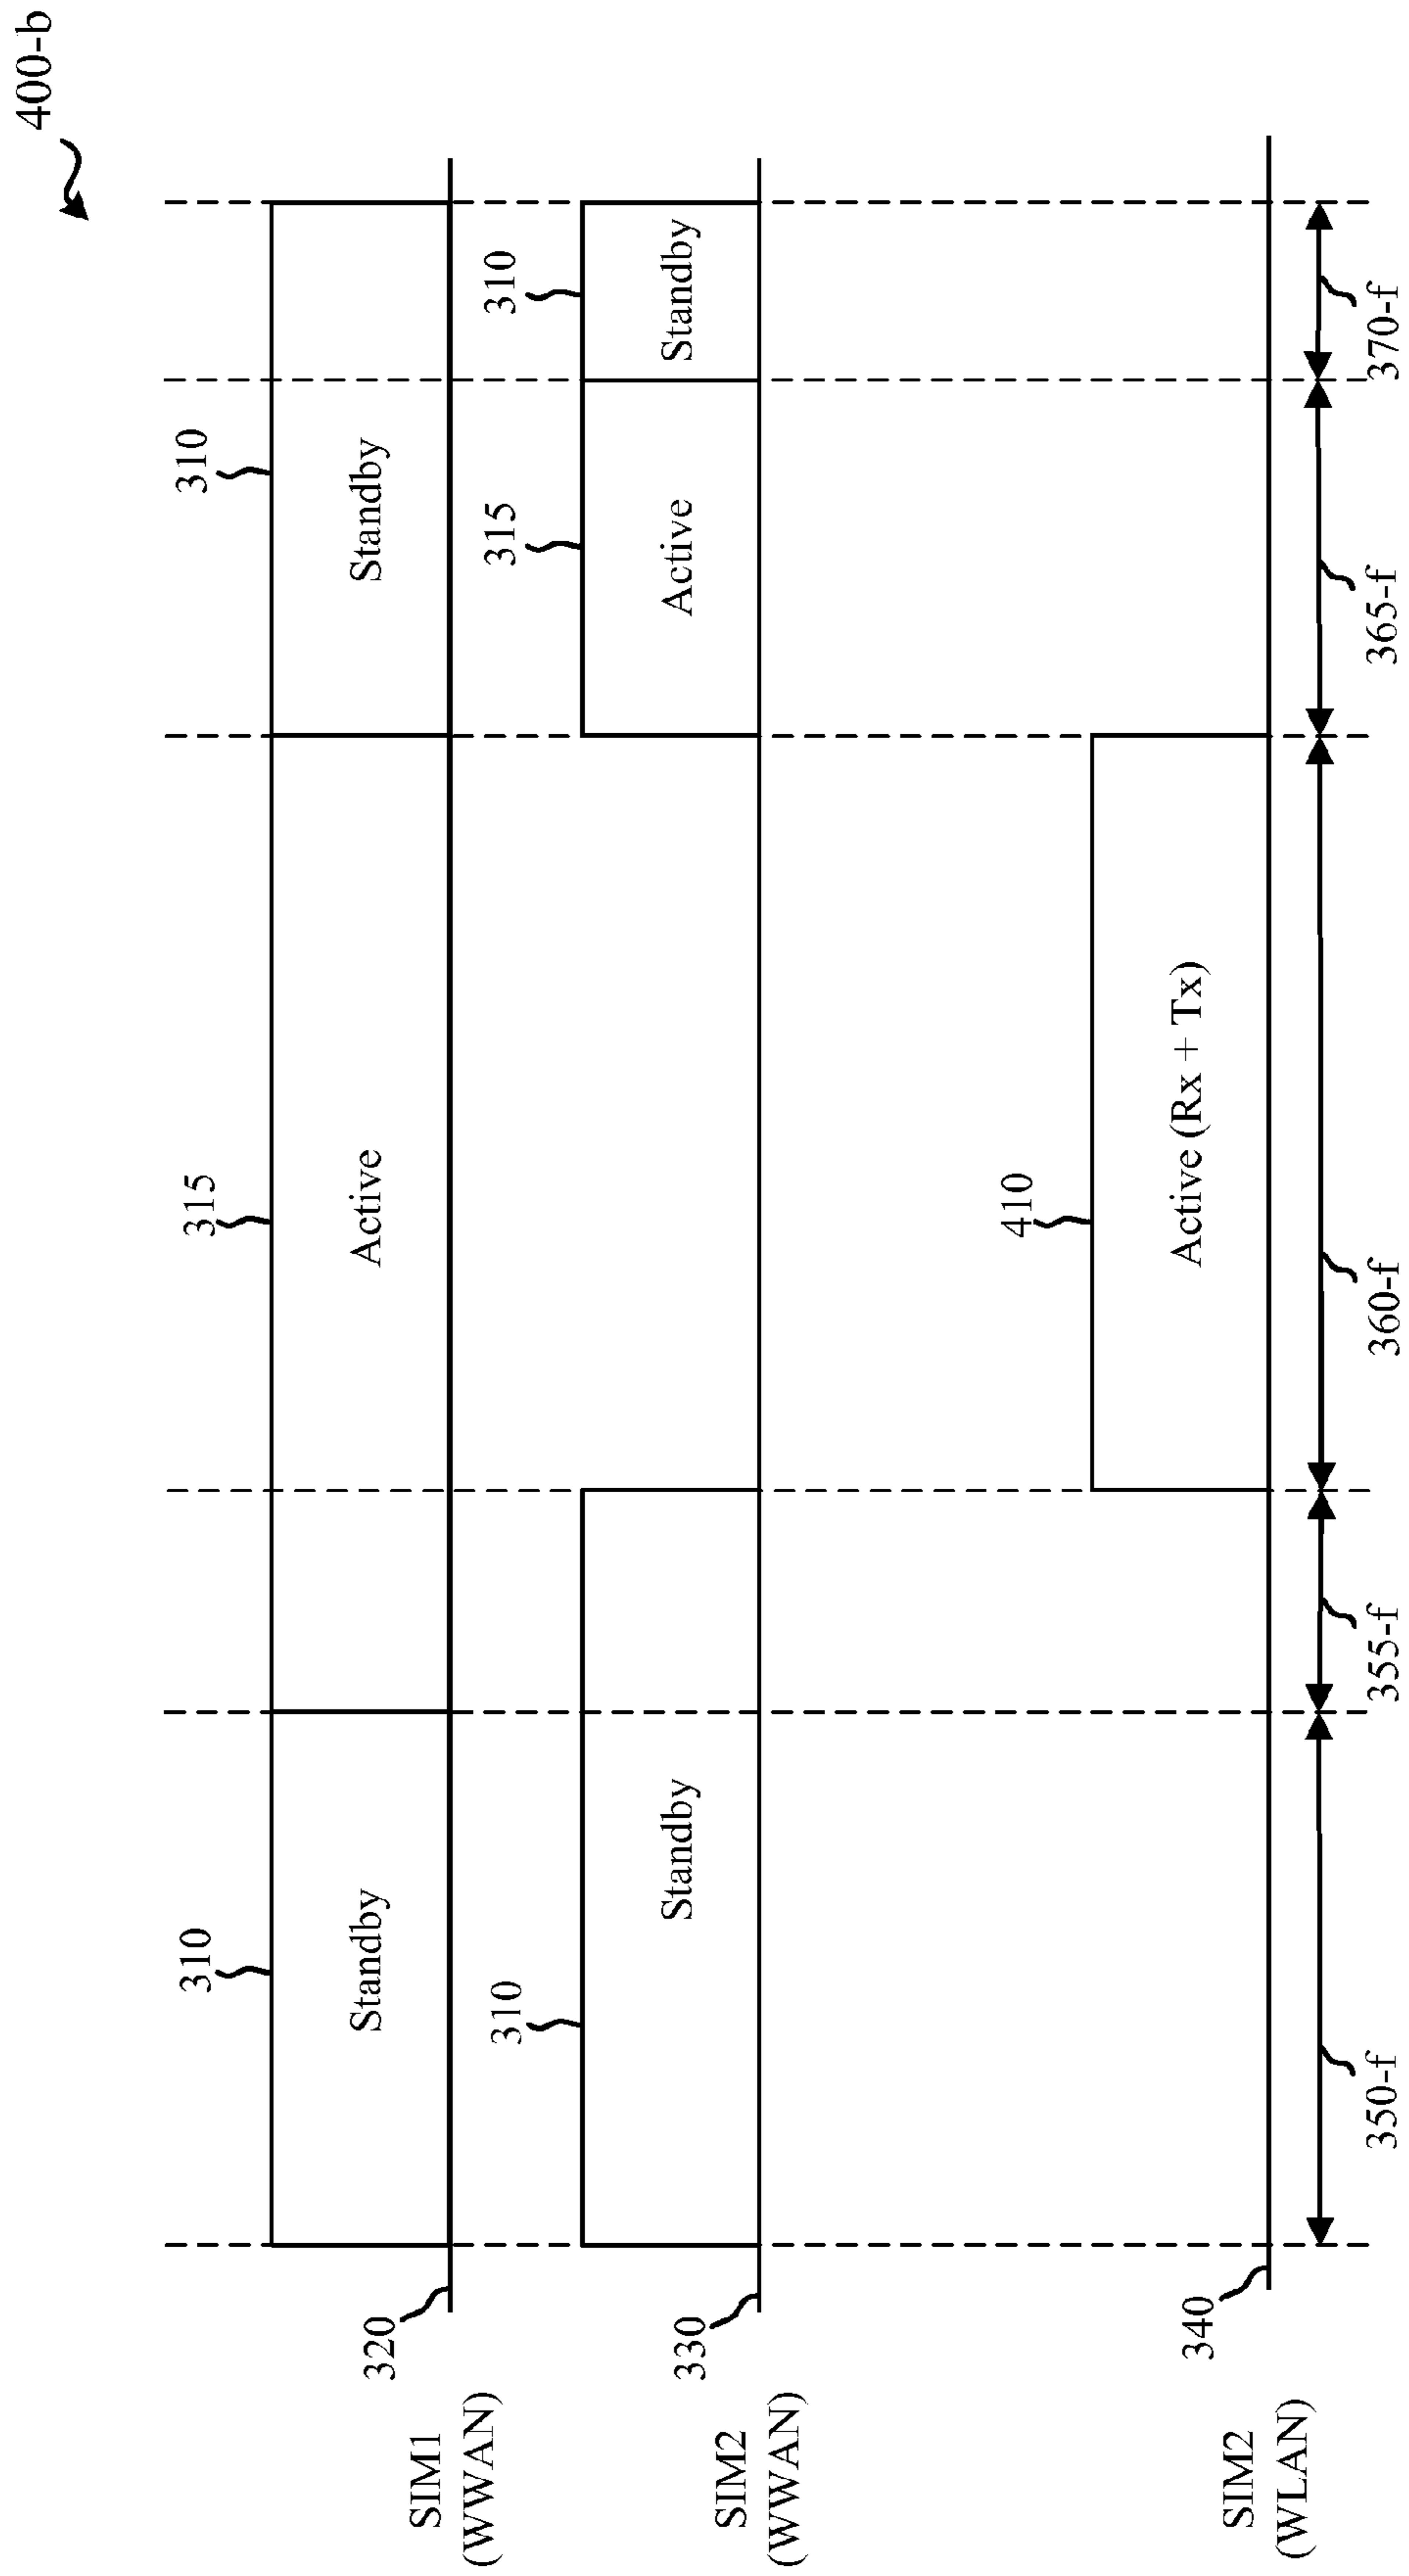 400-b
310
315
310
Standby
Active
Standby
320
SIM1
(WWAN)
310
315
310
Standby
Active
Standby
330
SIM2
(WWAN)
410
Active (Rx + Tx)
340
SIM2
(WLAN)
350-f
355-f
360-f
365-f
370-f